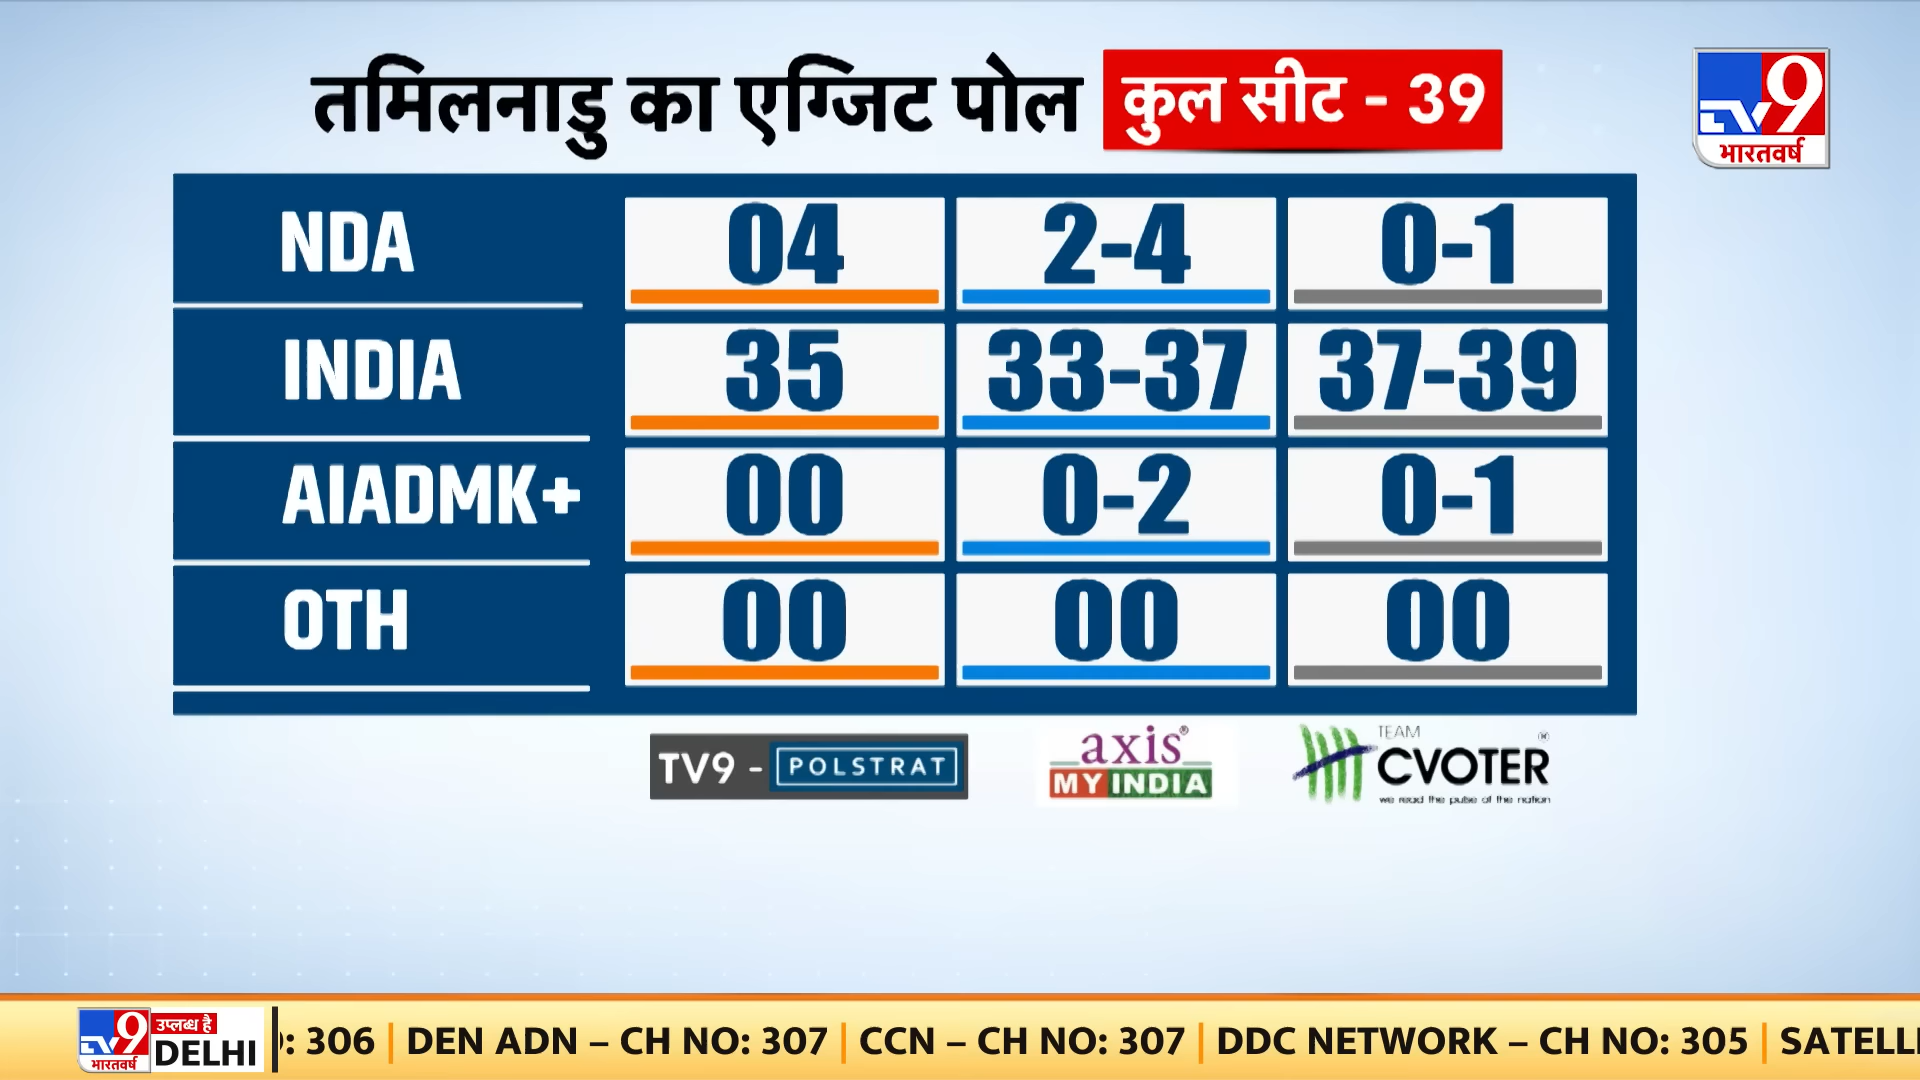 तमिलनाडु का एग्जिट पोल कुल सीट - 39
TV9
भारतवर्ष
NDA 04 2-4 0-1
INDIA 35 33-37 37-39
AIADMK+ 00 0-2 0-1
OTH 00 00 00
TV9 - POLSTRAT
axis®
MY INDIA
TEAM
CVOTER ®
we read the pulse of the nation
TV9 भारतवर्ष उपलब्ध है
DELHI
: 306 | DEN ADN – CH NO: 307 | CCN – CH NO: 307 | DDC NETWORK – CH NO: 305 | SATELL